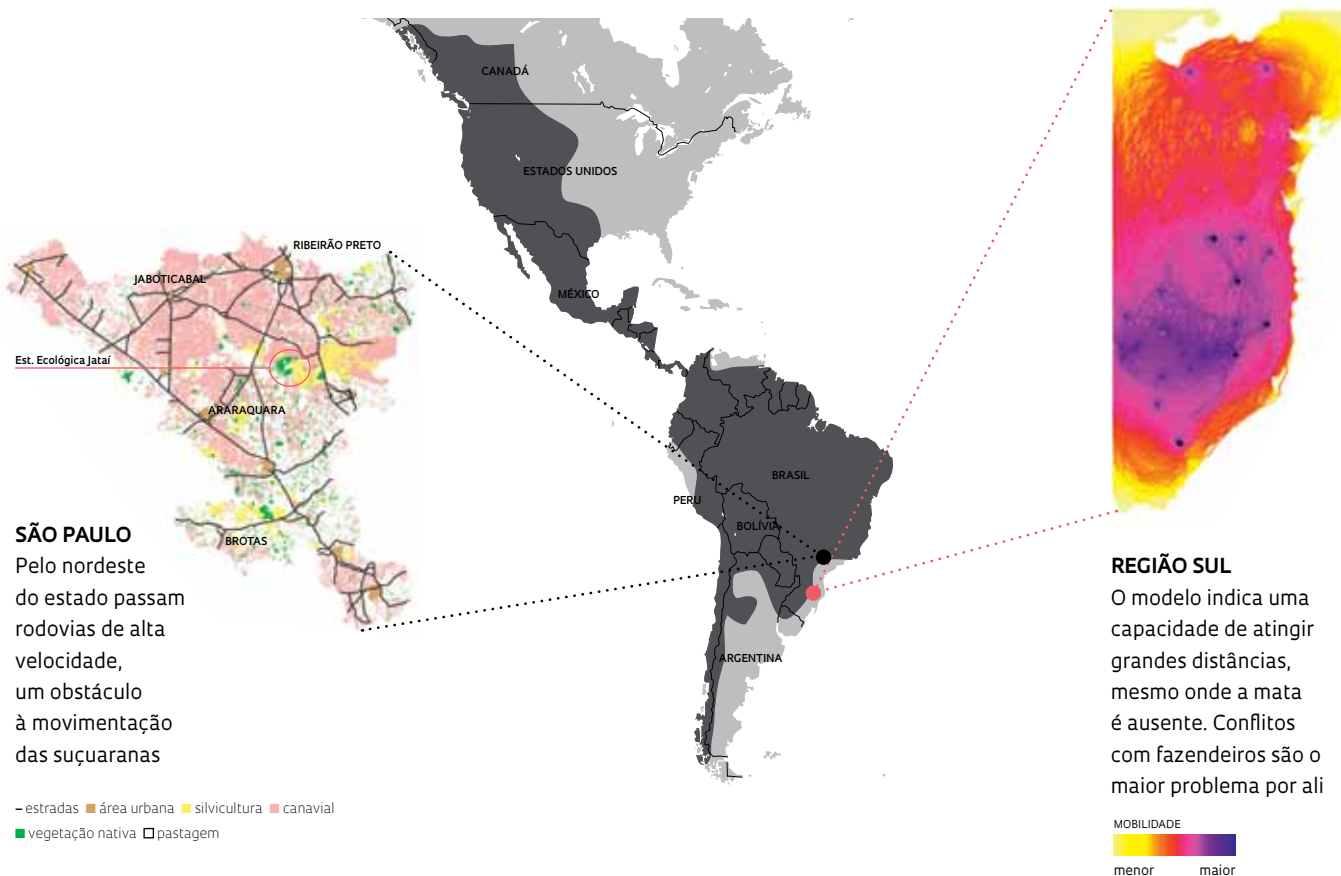 CANADÁ
ESTADOS UNIDOS
MÉXICO
BRASIL
PERU
BOLÍVIA
ARGENTINA
RIBEIRÃO PRETO
JABOTICABAL
Est. Ecológica Jataí
ARARAQUARA
BROTAS
SÃO PAULO
Pelo nordeste
do estado passam
rodovias de alta
velocidade,
um obstáculo
à movimentação
das suçuaranas
estradas área urbana silvicultura canavial
vegetação nativa pastagem
REGIÃO SUL
O modelo indica uma
capacidade de atingir
grandes distâncias,
mesmo onde a mata
é ausente. Conflitos
com fazendeiros são o
maior problema por ali
MOBILIDADE
menor maior